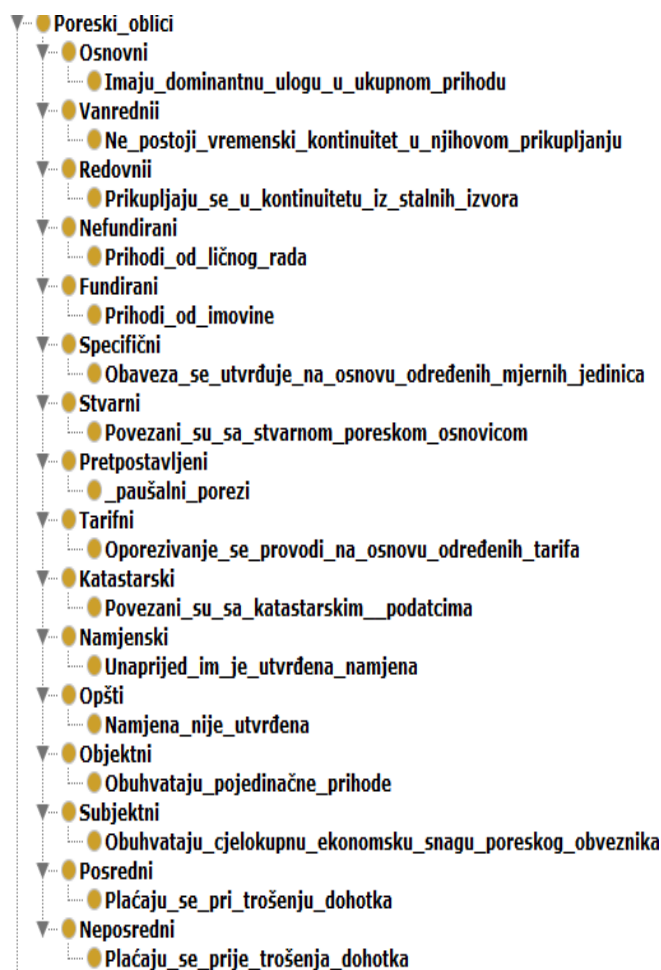 Poreski_oblici
Osnovni
Imaju_dominantnu_ulogu_u_ukupnom_prihodu
Vanrednii
Ne_postoji_vremenski_kontinuitet_u_njihovom_prikupljanju
Redovnii
Prikupljaju_se_u_kontinuitetu_iz_stalnih_izvora
Nefundirani
Prihodi_od_ličnog_rada
Fundirani
Prihodi_od_imovine
Specifični
Obaveza_se_utvrđuje_na_osnovu_određenih_mjernih_jedinica
Stvarni
Povezani_su_sa_stvarnom_poreskom_osnovicom
Pretpostavljeni
_paušalni_porezi
Tarifni
Oporezivanje_se_provodi_na_osnovu_određenih_tarifa
Katastarski
Povezani_su_sa_katastarskim__podatcima
Namjenski
Unaprijed_im_je_utvrđena_namjena
Opšti
Namjena_nije_utvrđena
Objektni
Obuhvataju_pojedinačne_prihode
Subjektni
Obuhvataju_cjelokupnu_ekonomsku_snagu_poreskog_obveznika
Posredni
Plaćaju_se_pri_trošenju_dohotka
Neposredni
Plaćaju_se_prije_trošenja_dohotka